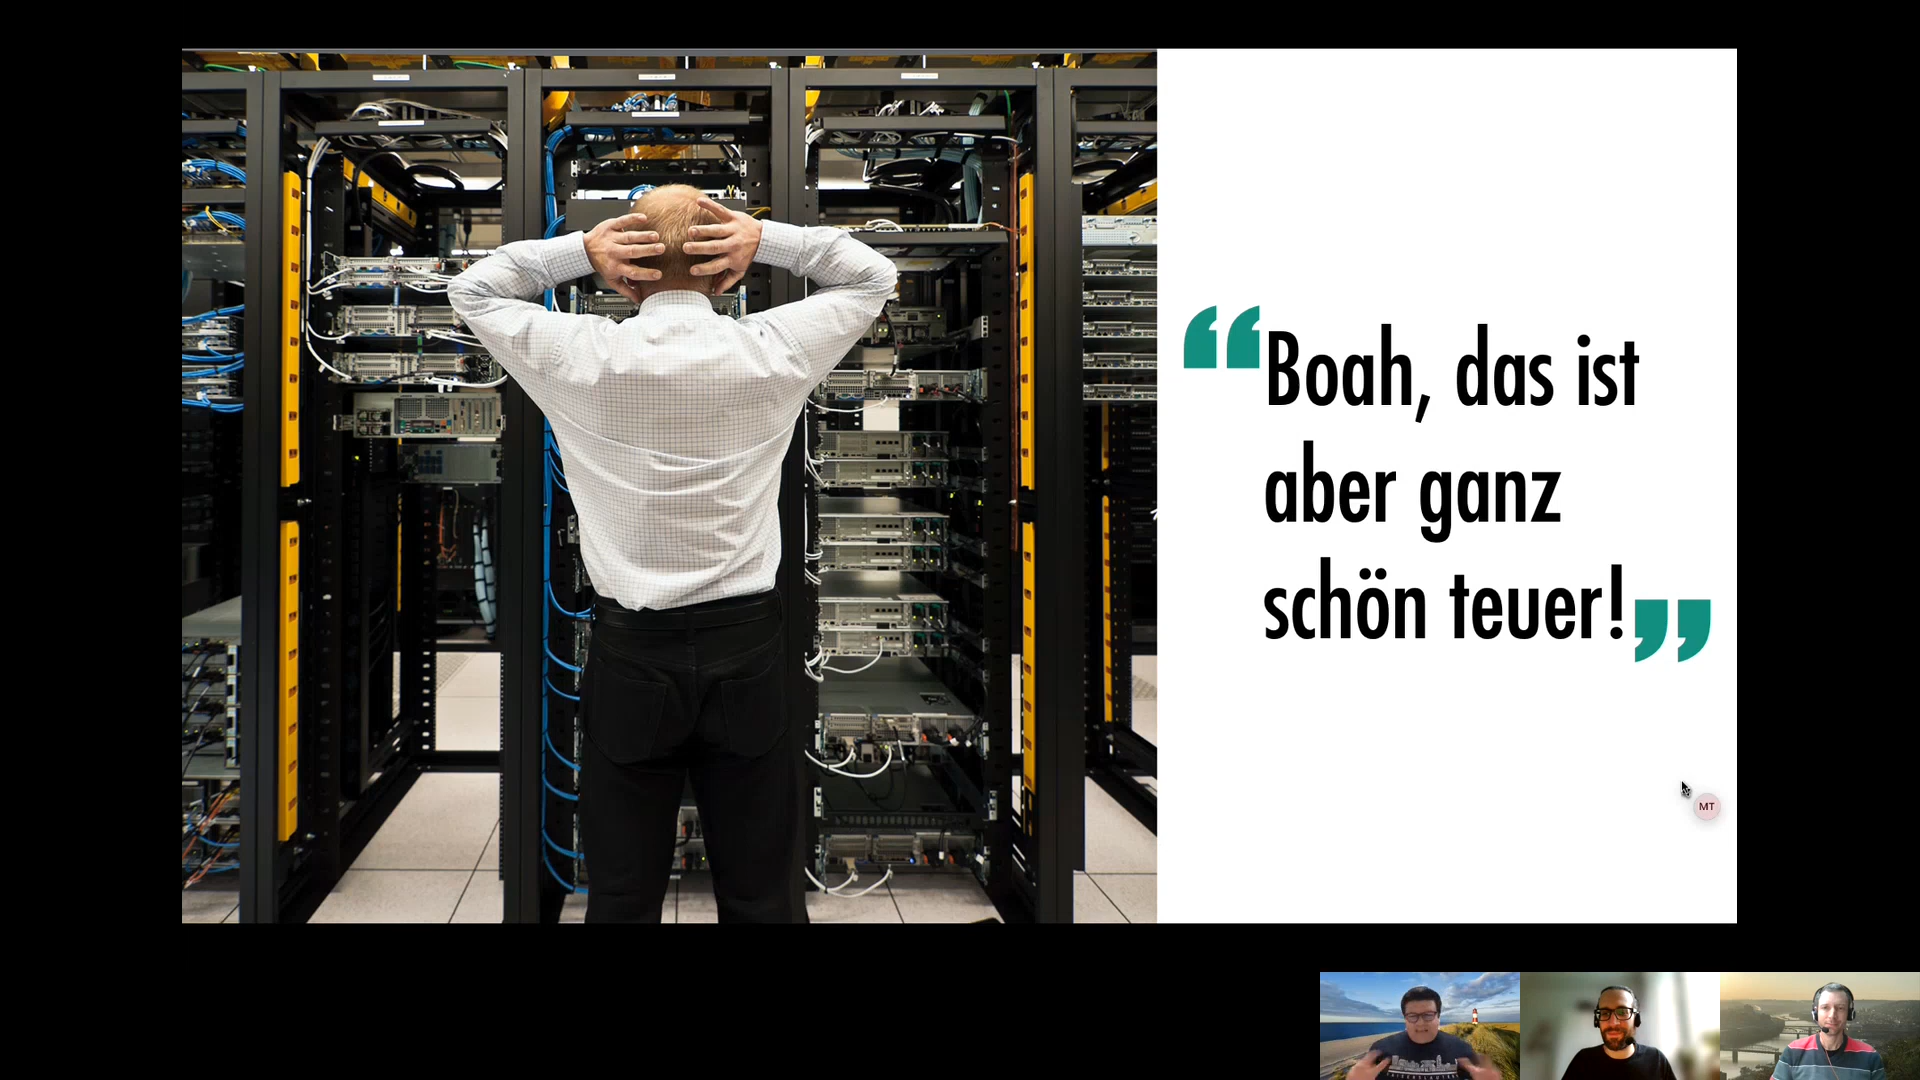 “Boah, das ist
aber ganz
schön teuer!”
MT